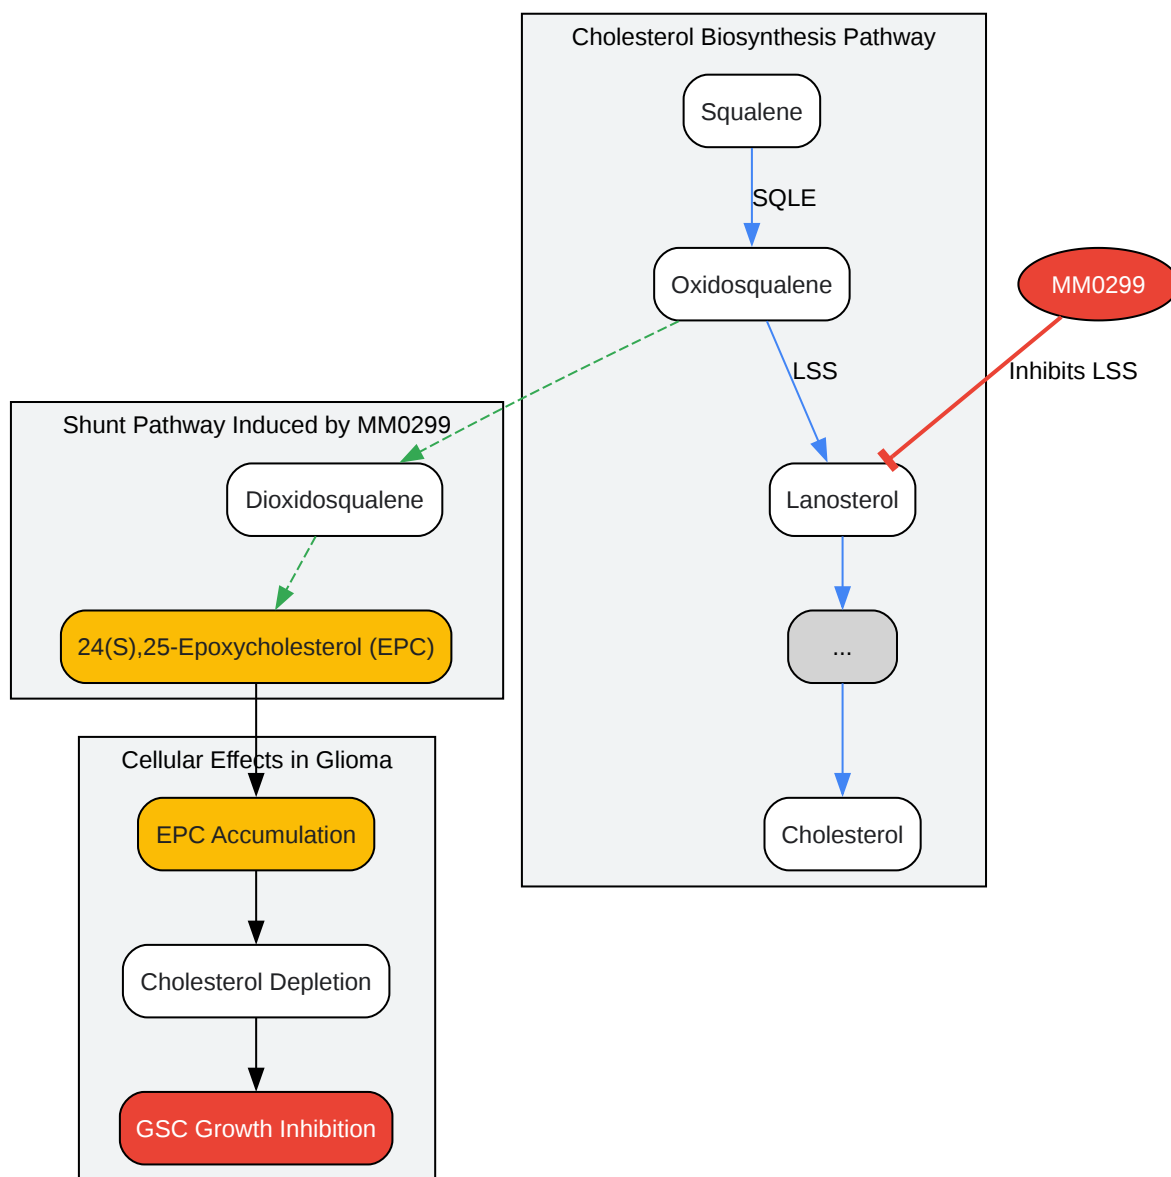 Cholesterol Biosynthesis Pathway
Squalene
SQLE
Oxidosqualene
MM0299
LSS
Inhibits LSS
Shunt Pathway Induced by MM0299
Dioxidosqualene
Lanosterol
24(S),25-Epoxycholesterol (EPC)
...
Cellular Effects in Glioma
EPC Accumulation
Cholesterol
Cholesterol Depletion
GSC Growth Inhibition